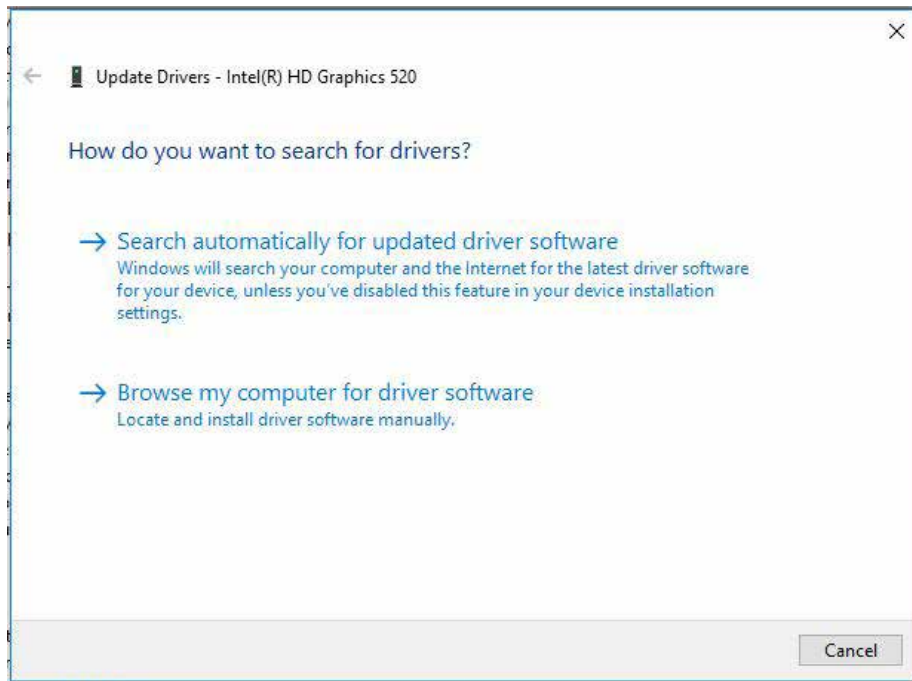 Update Drivers - Intel(R) HD Graphics 520
How do you want to search for drivers?
Search automatically for updated driver software
Windows will search your computer and the Internet for the latest driver software
for your device, unless you've disabled this feature in your device installation
settings.
Browse my computer for driver software
Locate and install driver software manually.
Cancel